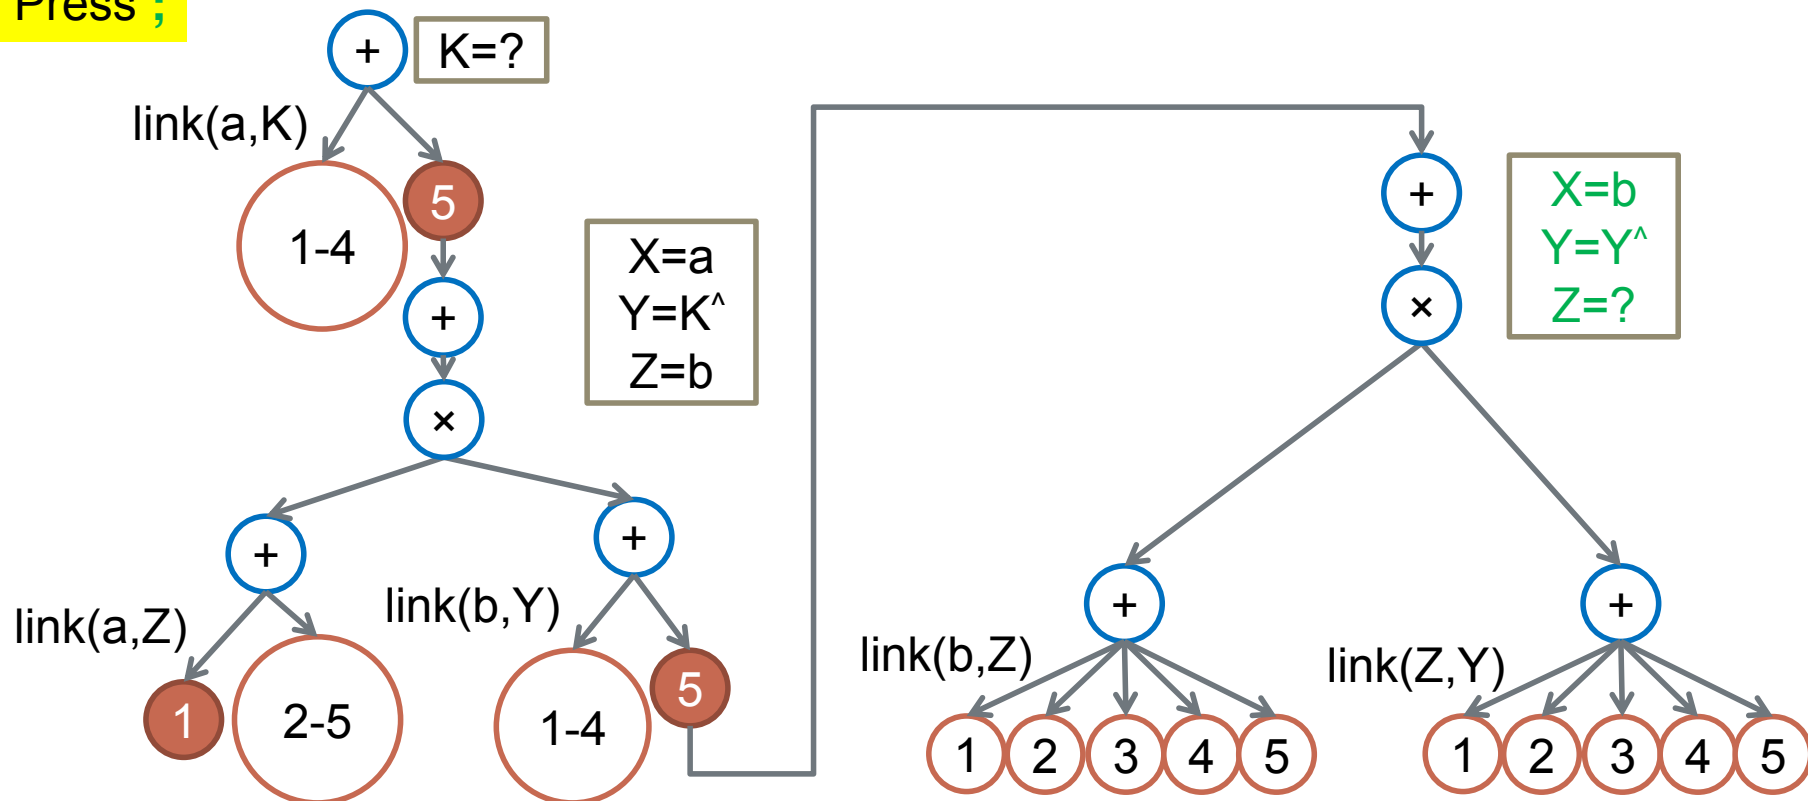 Press ;
+
K=?
link(a,K)
1-4
5
+
X=a
Y=K^
Z=b
×
+
+
link(a,Z)
link(b,Y)
1
2-5
1-4
5
+
X=b
Y=Y^
Z=?
×
+
+
link(b,Z)
link(Z,Y)
1 2 3 4 5
1 2 3 4 5